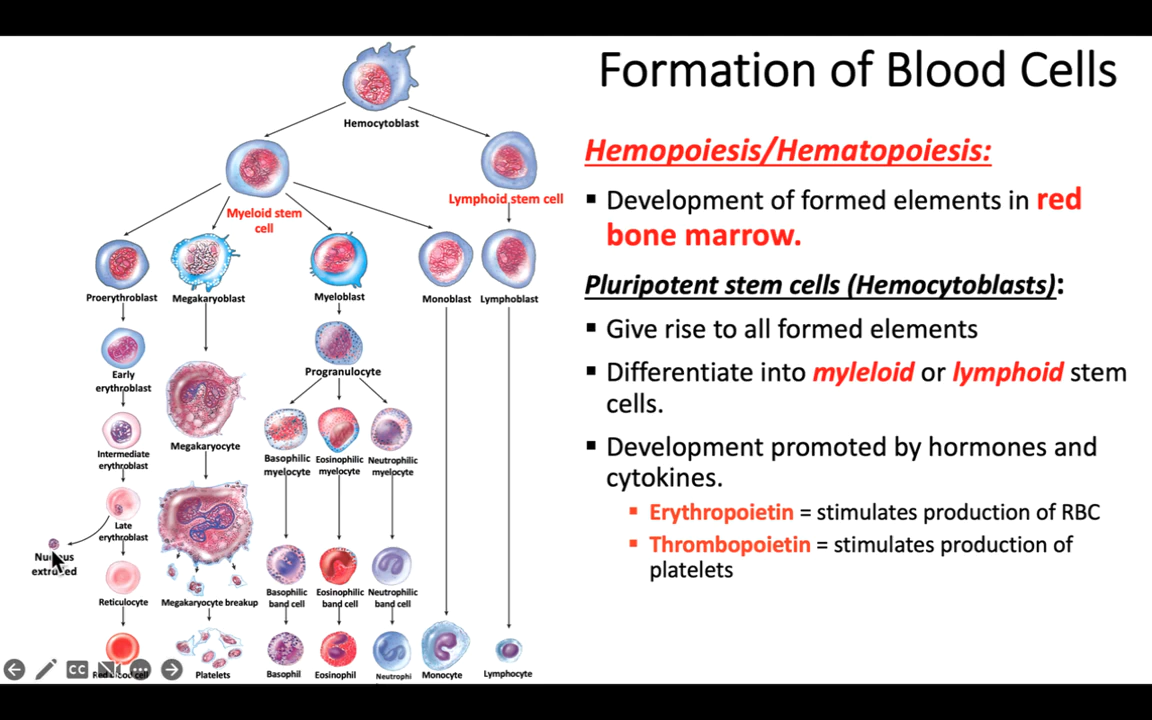 Formation of Blood Cells
Hemocytoblast
Hemopoiesis/Hematopoiesis:
▪ Development of formed elements in red
bone marrow.
Lymphoid stem cell
Myeloid stem
cell
Pluripotent stem cells (Hemocytoblasts):
▪ Give rise to all formed elements
▪ Differentiate into myleloid or lymphoid stem
cells.
▪ Development promoted by hormones and
cytokines.
▪ Erythropoietin = stimulates production of RBC
▪ Thrombopoietin = stimulates production of
platelets
Proerythroblast
Megakaryoblast
Myeloblast
Monoblast
Lymphoblast
Early
erythroblast
Progranulocyte
Megakaryocyte
Intermediate
erythroblast
Basophilic
myelocyte
Eosinophilic
myelocyte
Neutrophilic
myelocyte
Late
erythroblast
extruded
Reticulocyte
Megakaryocyte breakup
Basophilic
band cell
Eosinophilic
band cell
Neutrophilic
band cell
cell
Platelets
Basophil
Eosinophil
Neutrophi
Monocyte
Lymphocyte
CC